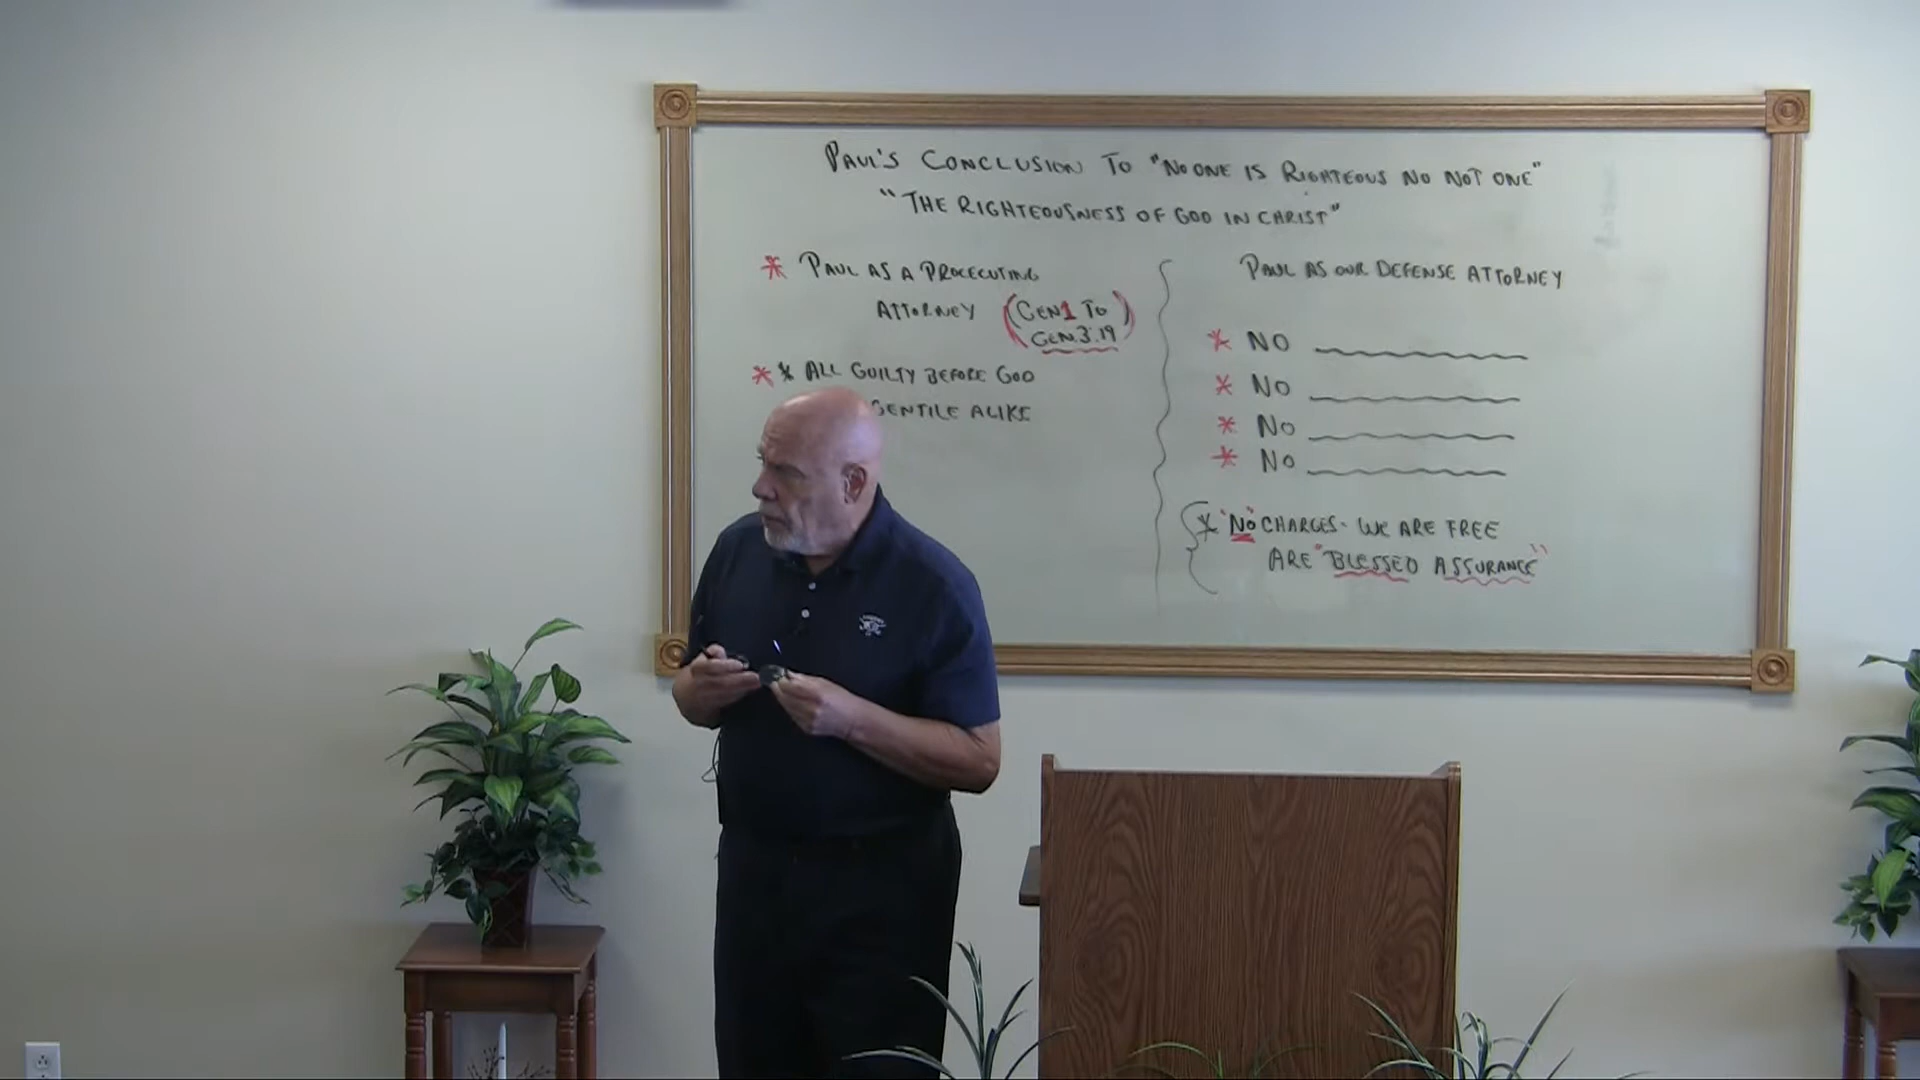 PAUL'S CONCLUSION TO "NO ONE IS RIGHTEOUS NO NOT ONE"
"THE RIGHTEOUSNESS OF GOD IN CHRIST"
* PAUL AS A PROCECUTING
ATTORNEY (GEN 1 TO
GEN. 3:19)
* * ALL GUILTY BEFORE GOD
GENTILE ALIKE
PAUL AS OUR DEFENSE ATTORNEY
* NO
* NO
* NO
* NO
* "NO" CHARGES - WE ARE FREE
ARE "BLESSED ASSURANCE"